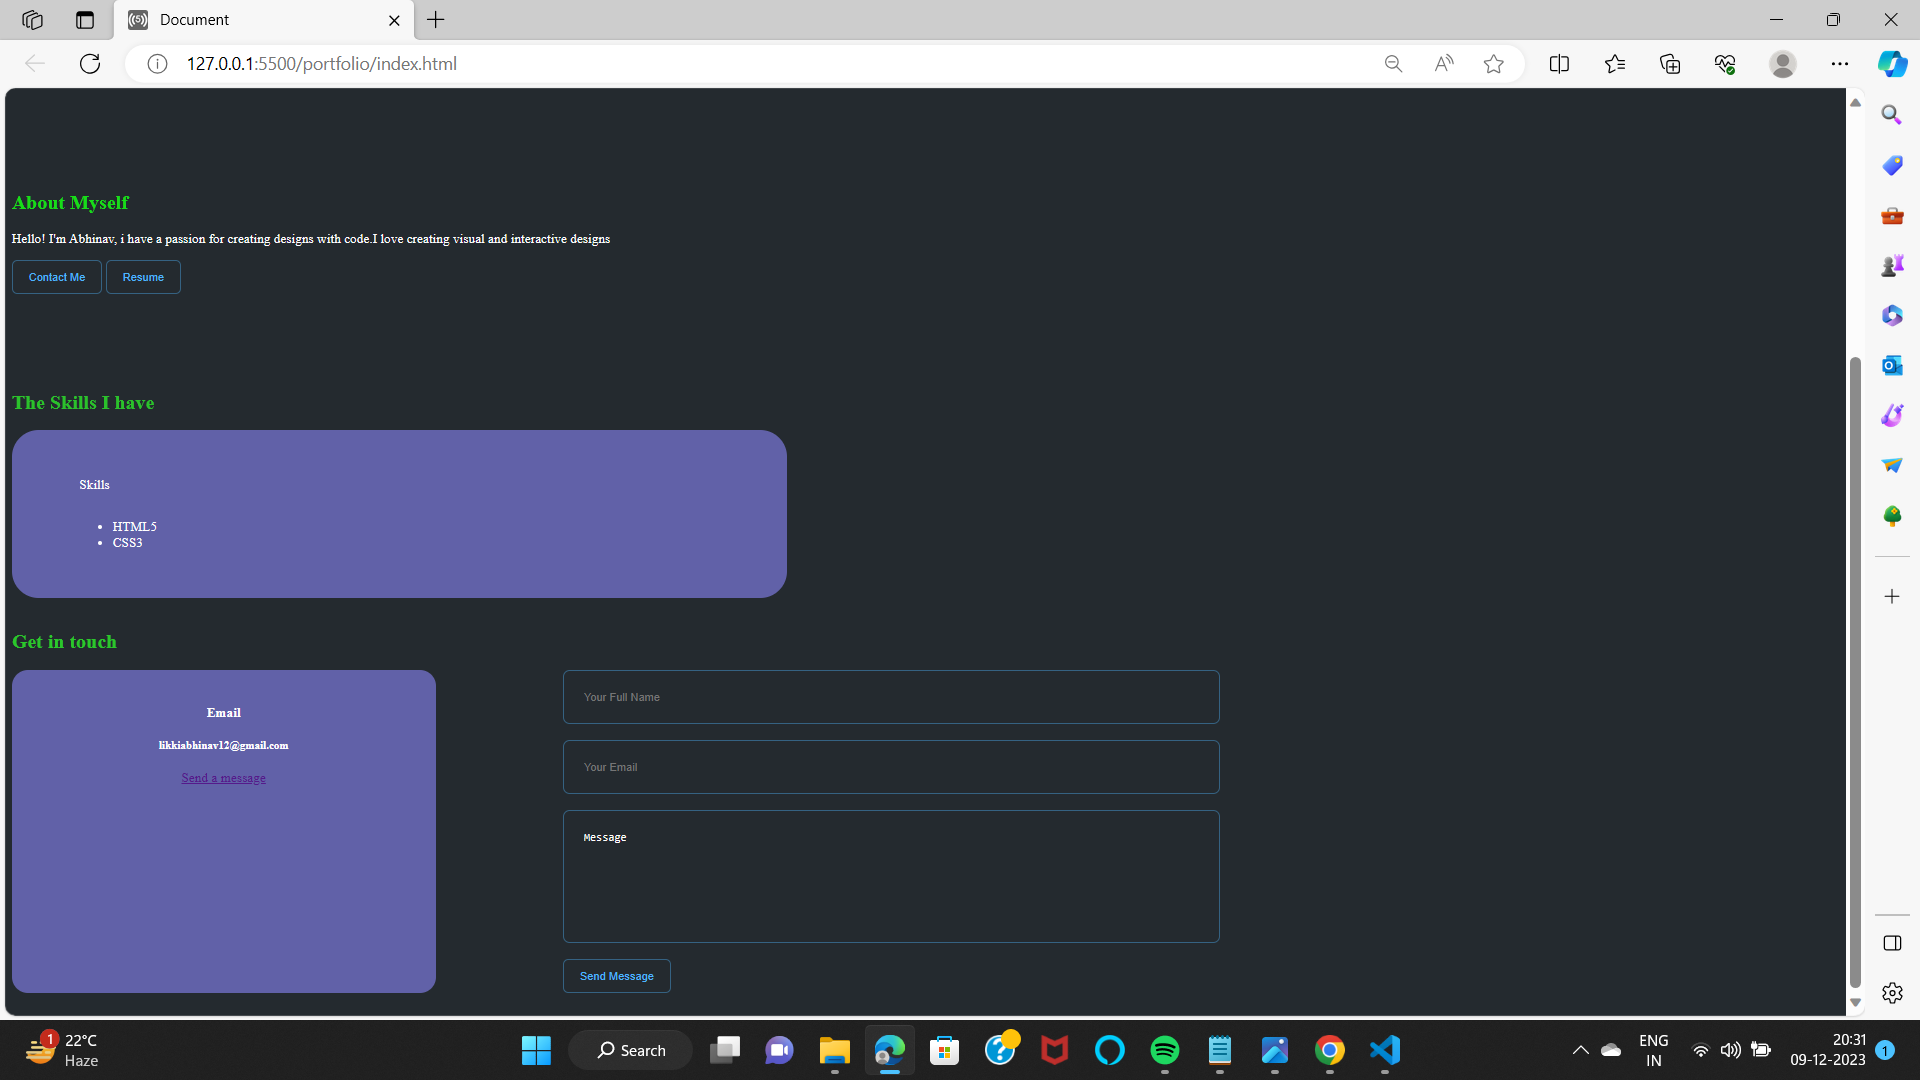 Document
127.0.0.1:5500/portfolio/index.html
About Myself
Hello! I'm Abhinav, i have a passion for creating designs with code.I love creating visual and interactive designs
Contact Me Resume
The Skills I have
Skills
HTML5
CSS3
Get in touch
Email
likkiabhinav12@gmail.com
Send a message
Your Full Name
Your Email
Message
Send Message
1
22°C
Haze
Search
ENG
IN
20:31
09-12-2023
1